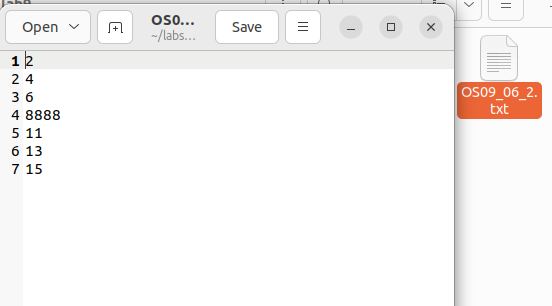 Open
OS0...
~/labs...
Save
1 2
2 4
3 6
4 8888
5 11
6 13
7 15
OS09_06_2.
txt